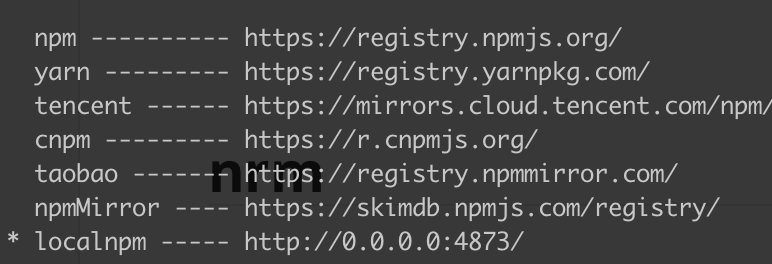 npm ---------- https://registry.npmjs.org/
yarn --------- https://registry.yarnpkg.com/
tencent ------ https://mirrors.cloud.tencent.com/npm/
cnpm --------- https://r.cnpmjs.org/
taobao ------- https://registry.npmmirror.com/
nrm
npmMirror ---- https://skimdb.npmjs.com/registry/
* localnpm ----- http://0.0.0.0:4873/